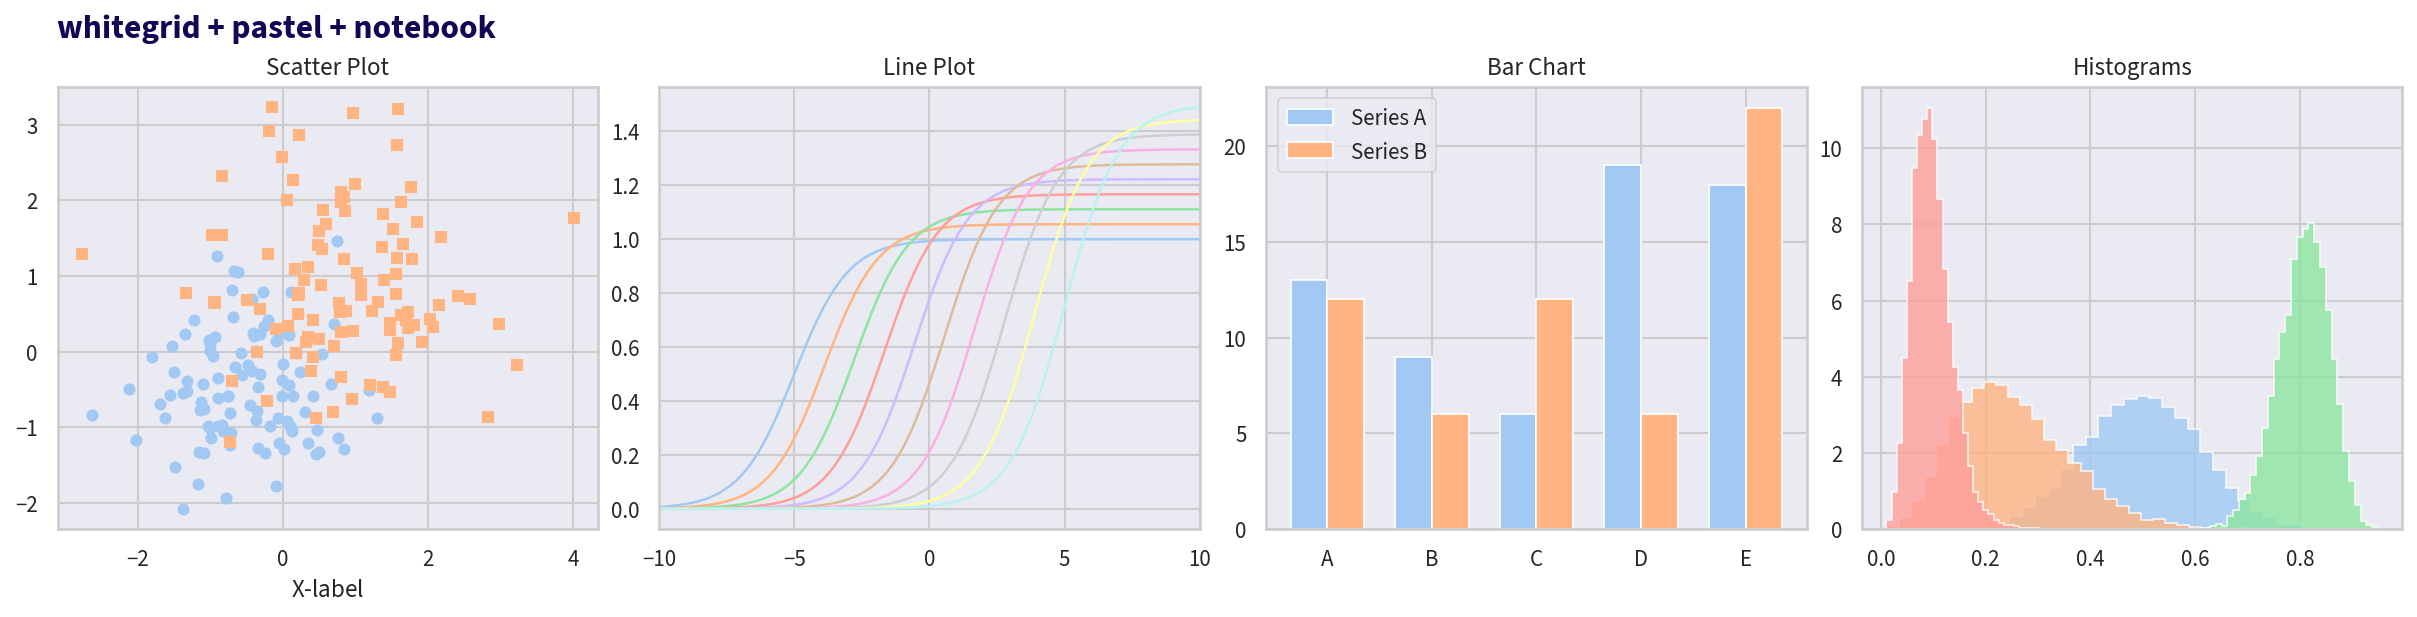 whitegrid + pastel + notebook
Scatter Plot
3
2
1
0
−1
−2
−2 0 2 4
X-label
Line Plot
1.4
1.2
1.0
0.8
0.6
0.4
0.2
0.0
−10 −5 0 5 10
Bar Chart
Series A
Series B
20
15
10
5
0
A B C D E
Histograms
10
8
6
4
2
0
0.0 0.2 0.4 0.6 0.8